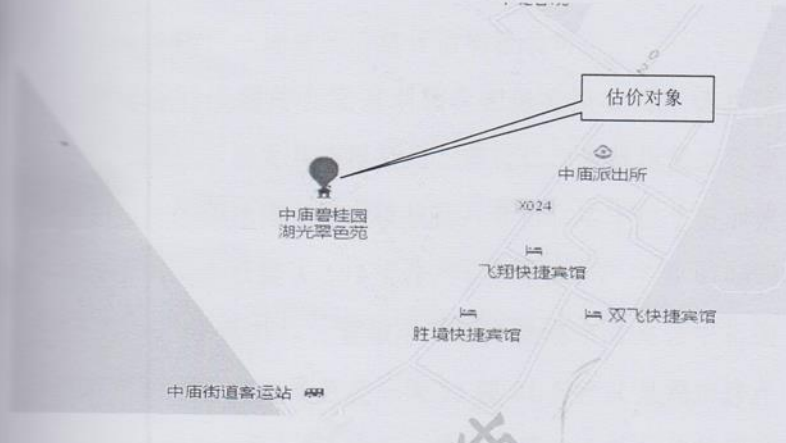 估价对象
中庙派出所
X024
中庙碧桂园
湖光翠色苑
飞翔快捷宾馆
双飞快捷宾馆
胜境快捷宾馆
中庙街道客运站